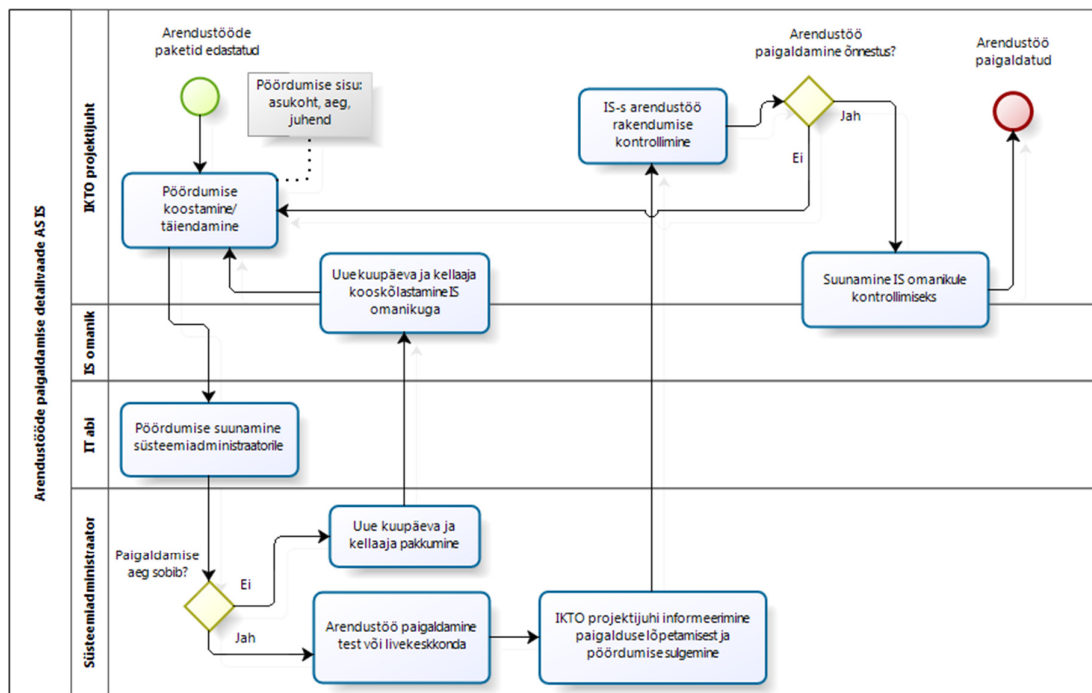 Arendustööde paigaldamise detailvaade AS IS
IKTO projektijuht
Arendustööde
paketid edastatud
Pöördumise sisu:
asukoht, aeg,
juhend
Pöördumise
koostamine/
täiendamine
Uue kuupäeva ja kellaaja
kooskõlastamine IS
omanikuga
IS-s arendustöö
rakendumise
kontrollimine
Arendustöö
paigaldamine õnnestus?
Jah
Ei
Arendustöö
paigaldatud
Suunamine IS omanikule
kontrollimiseks
IS omanik
IT abi
Pöördumise suunamine
süsteemiadministraatorile
Süsteemiadministraator
Paigaldamise
aeg sobib?
Ei
Jah
Uue kuupäeva ja
kellaaja pakkumine
Arendustöö paigaldamine
test või livekeskkonda
IKTO projektijuhi informeerimine
paigalduse lõpetamisest ja
pöördumise sulgemine